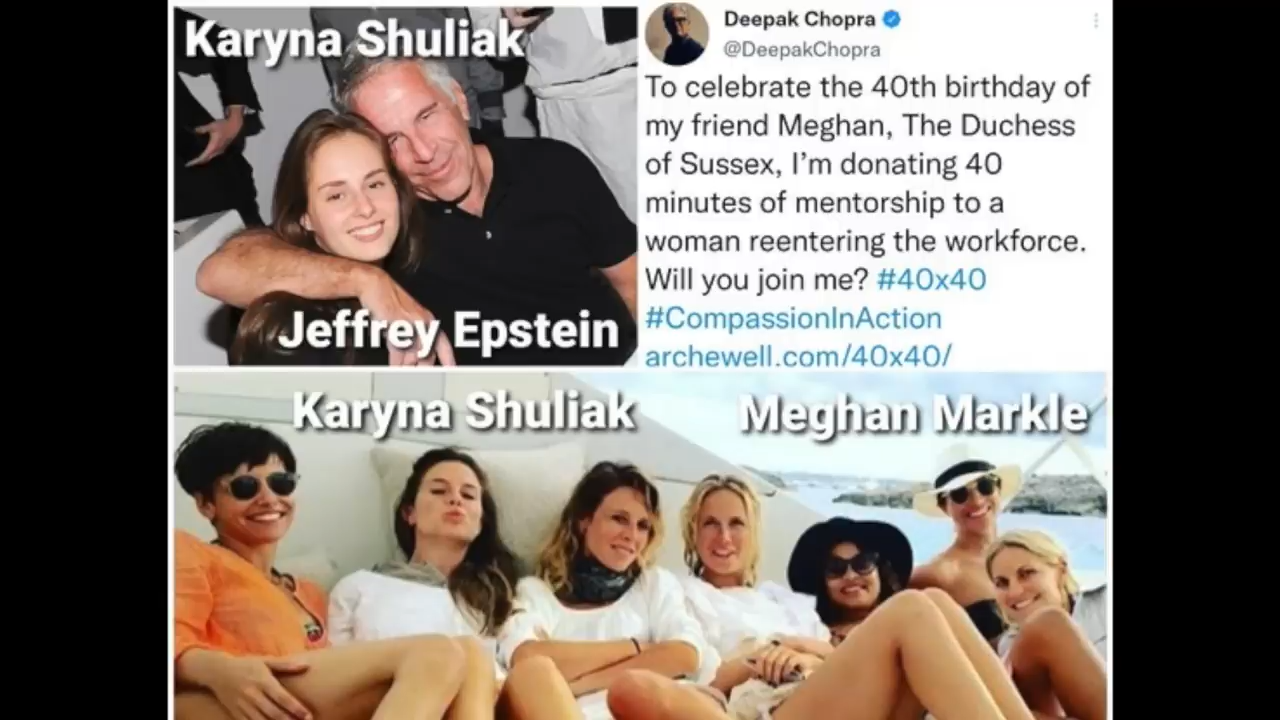 Karyna Shuliak
Jeffrey Epstein
Deepak Chopra
@DeepakChopra
To celebrate the 40th birthday of
my friend Meghan, The Duchess
of Sussex, I’m donating 40
minutes of mentorship to a
woman reentering the workforce.
Will you join me? #40x40
#CompassionInAction
archewell.com/40x40/
Karyna Shuliak
Meghan Markle